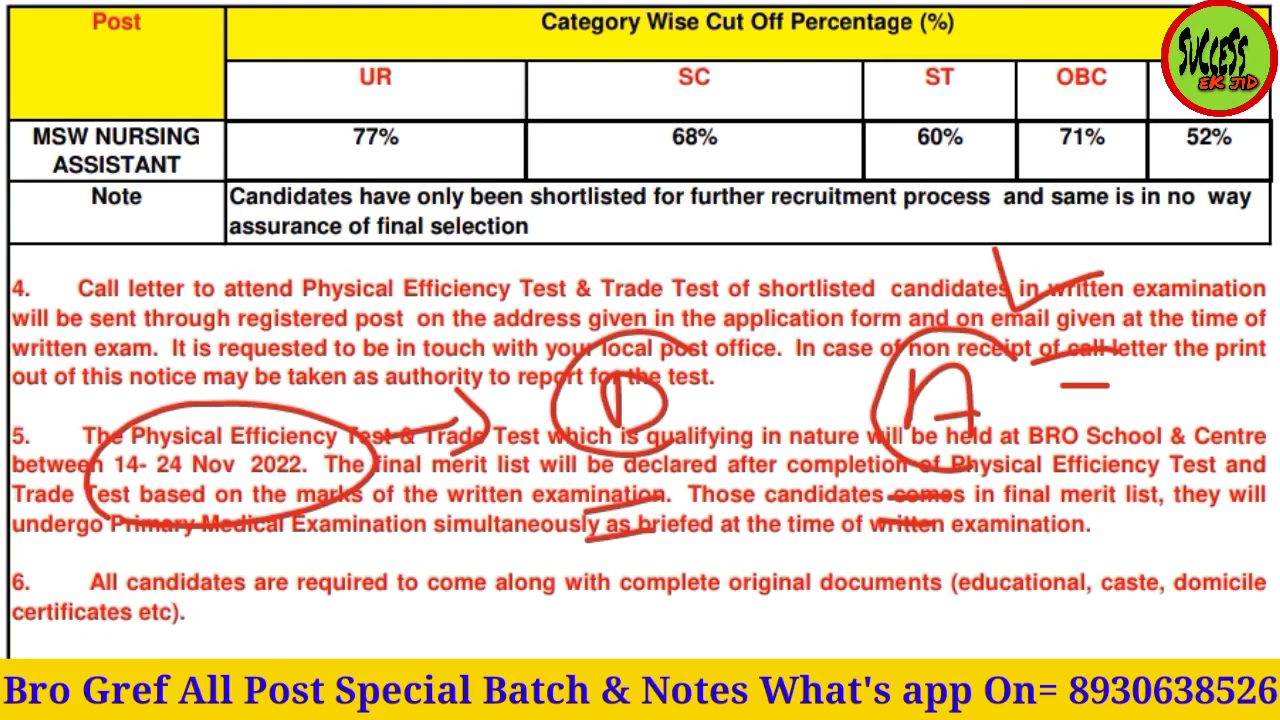 Post
Category Wise Cut Off Percentage (%)
UR SC ST OBC
MSW NURSING ASSISTANT 77% 68% 60% 71% 52%
Note
Candidates have only been shortlisted for further recruitment process and same is in no way
assurance of final selection
4. Call letter to attend Physical Efficiency Test & Trade Test of shortlisted candidates in written examination
will be sent through registered post on the address given in the application form and on email given at the time of
written exam. It is requested to be in touch with your local post office. In case of non receipt of call letter the print
out of this notice may be taken as authority to report for the test.
5. The Physical Efficiency Test & Trade Test which is qualifying in nature will be held at BRO School & Centre
between 14- 24 Nov 2022. The final merit list will be declared after completion of Physical Efficiency Test and
Trade Test based on the marks of the written examination. Those candidates comes in final merit list, they will
undergo Primary Medical Examination simultaneously as briefed at the time of written examination.
6. All candidates are required to come along with complete original documents (educational, caste, domicile
certificates etc).
SUCCESS
EK JID
Bro Gref All Post Special Batch & Notes What's app On= 8930638526